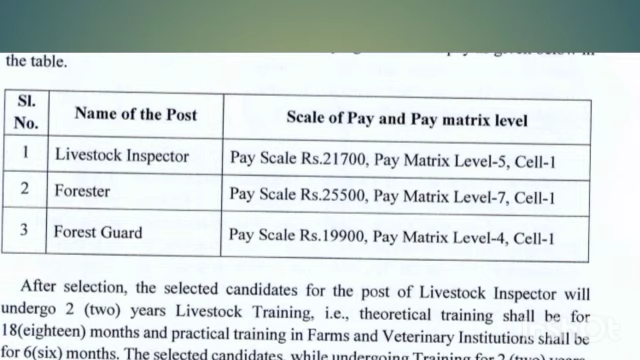 the table.
Sl. No. Name of the Post Scale of Pay and Pay matrix level
1 Livestock Inspector Pay Scale Rs.21700, Pay Matrix Level-5, Cell-1
2 Forester Pay Scale Rs.25500, Pay Matrix Level-7, Cell-1
3 Forest Guard Pay Scale Rs.19900, Pay Matrix Level-4, Cell-1
After selection, the selected candidates for the post of Livestock Inspector will
undergo 2 (two) years Livestock Training, i.e., theoretical training shall be for
18(eighteen) months and practical training in Farms and Veterinary Institutions shall be
for 6(six) months. The selected candidates, while undergoing Training for 2 (two) years